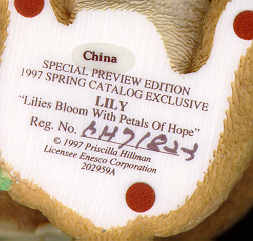 China
SPECIAL PREVIEW EDITION
1997 SPRING CATALOG EXCLUSIVE
LILY
"Lilies Bloom With Petals Of Hope"
Reg. No.
© 1997 Priscilla Hillman
Licensee Enesco Corporation
202959A